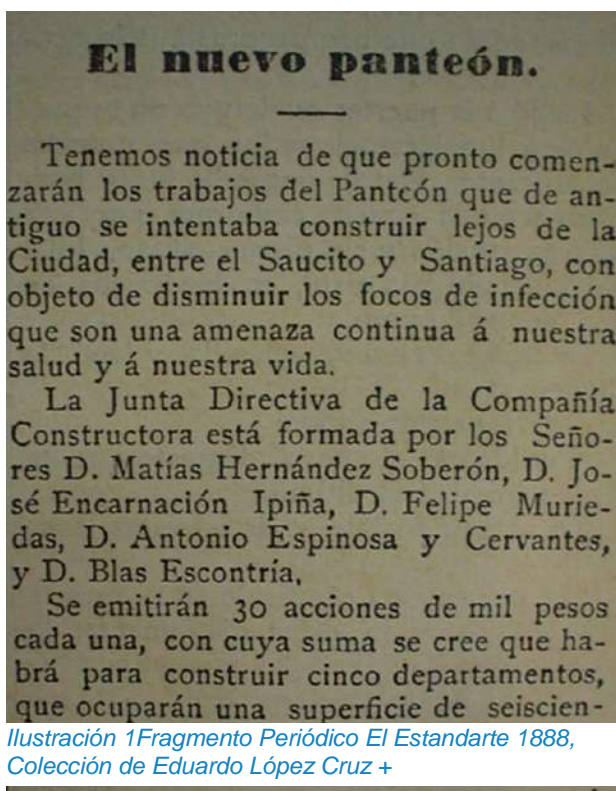 El nuevo panteón.
Tenemos noticia de que pronto comen-
zarán los trabajos del Pantcón que de an-
tiguo se intentaba construir lejos de la
Ciudad, entre el Saucito y Santiago, con
objeto de disminuir los focos de infección
que son una amenaza continua á nuestra
salud y á nuestra vida.
La Junta Directiva de la Compañía
Constructora está formada por los Seño-
res D. Matías Hernández Soberón, D. Jo-
sé Encarnación Ipiña, D. Felipe Murie-
das, D. Antonio Espinosa y Cervantes,
y D. Blas Escontría,
Se emitirán 30 acciones de mil pesos
cada una, con cuya suma se cree que ha-
brá para construir cinco departamentos,
que ocuparán una superficie de seiscien-
Ilustración 1Fragmento Periódico El Estandarte 1888,
Colección de Eduardo López Cruz +